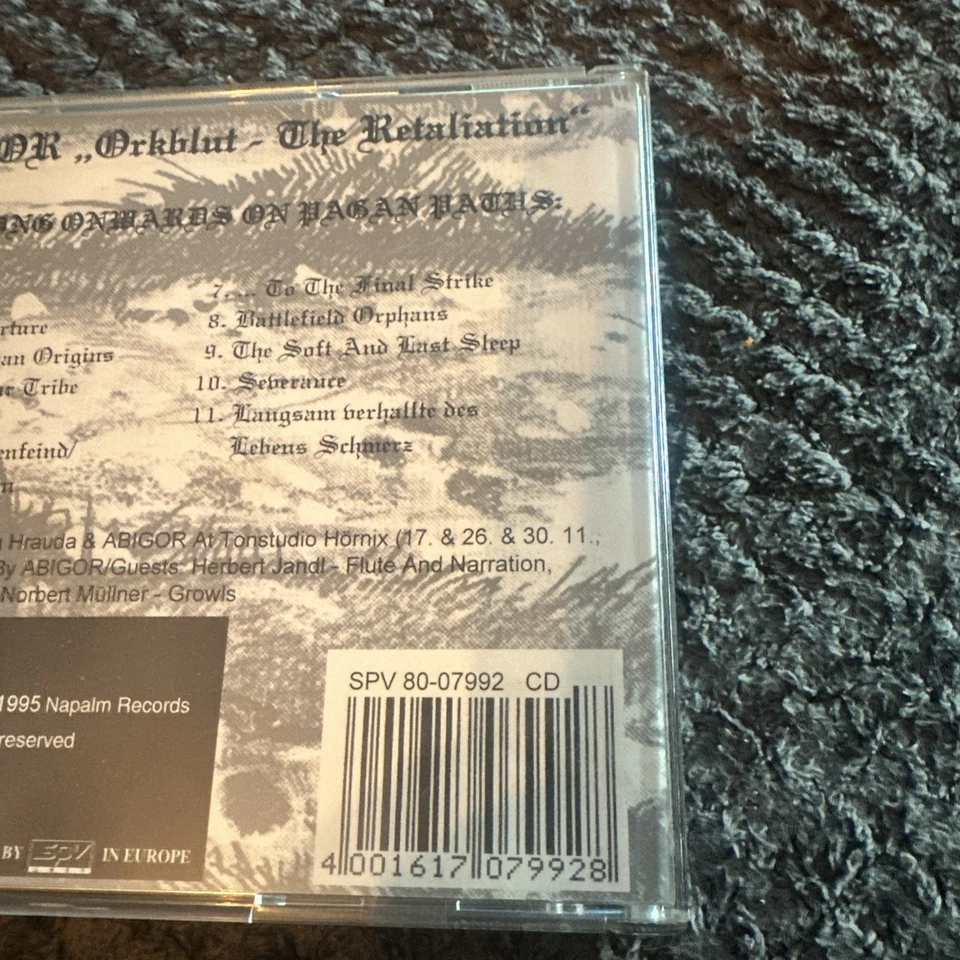 OR „Orkblut - The Retaliation“
ING ONWARDS ON PAGAN PATHS:
7. ... To The Final Strike
rture
8. Battlefield Orphans
an Origins
9. The Soft And Last Sleep
ar Tribe
10. Severance
11. Langsam verhallte des
Lebens Schmerz
enfeind/
n
Hrauda & ABIGOR At Tonstudio Hörnix (17. & 26. & 30. 11.,
By ABIGOR/Guests: Herbert Jandl - Flute And Narration,
Norbert Müllner - Growls
SPV 80-07992 CD
1995 Napalm Records
reserved
BY SPV IN EUROPE
4 001617 079928